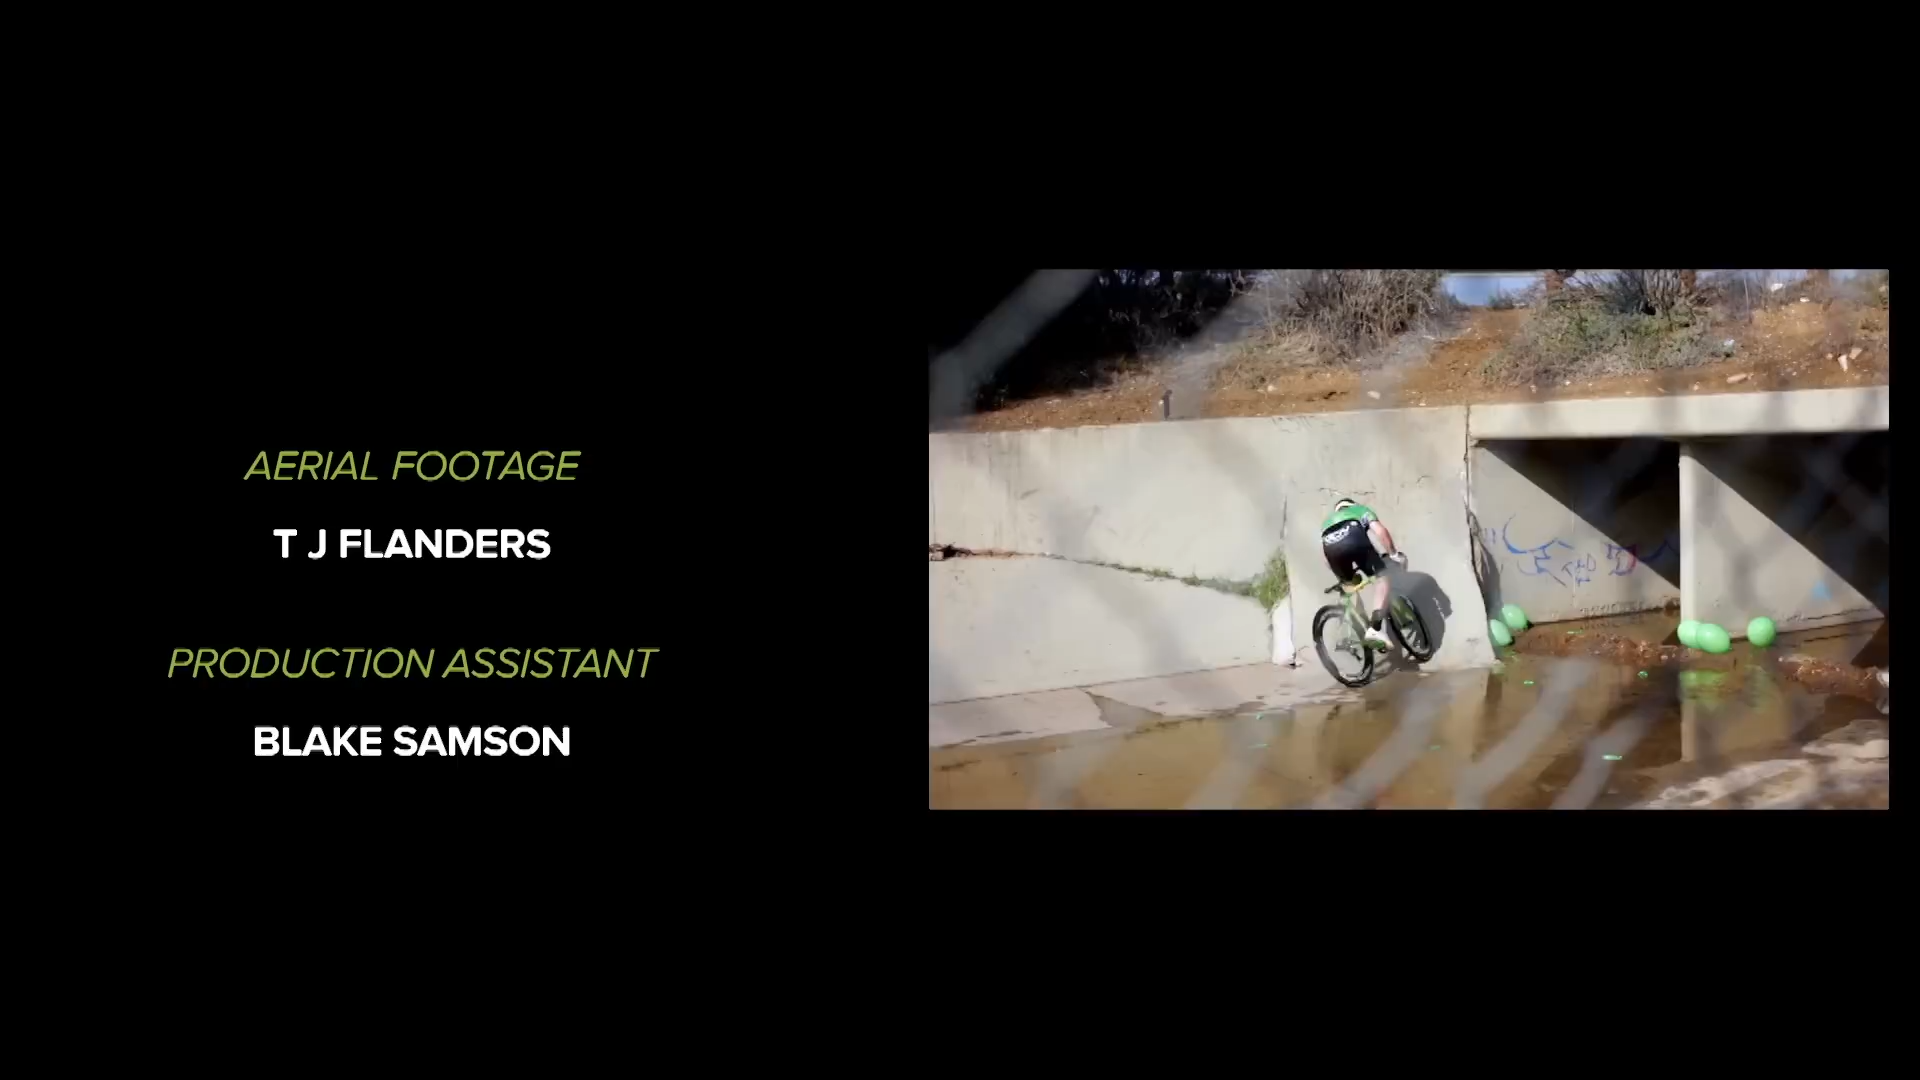 AERIAL FOOTAGE
T J FLANDERS
PRODUCTION ASSISTANT
BLAKE SAMSON